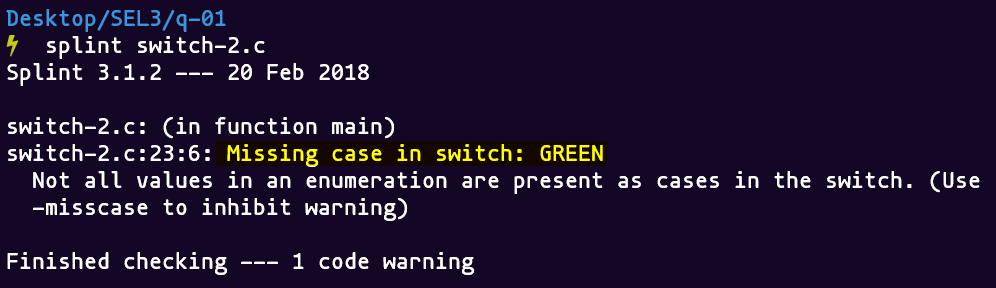 Desktop/SEL3/q-01
⚡ splint switch-2.c
Splint 3.1.2 --- 20 Feb 2018
switch-2.c: (in function main)
switch-2.c:23:6: Missing case in switch: GREEN
Not all values in an enumeration are present as cases in the switch. (Use
-misscase to inhibit warning)
Finished checking --- 1 code warning